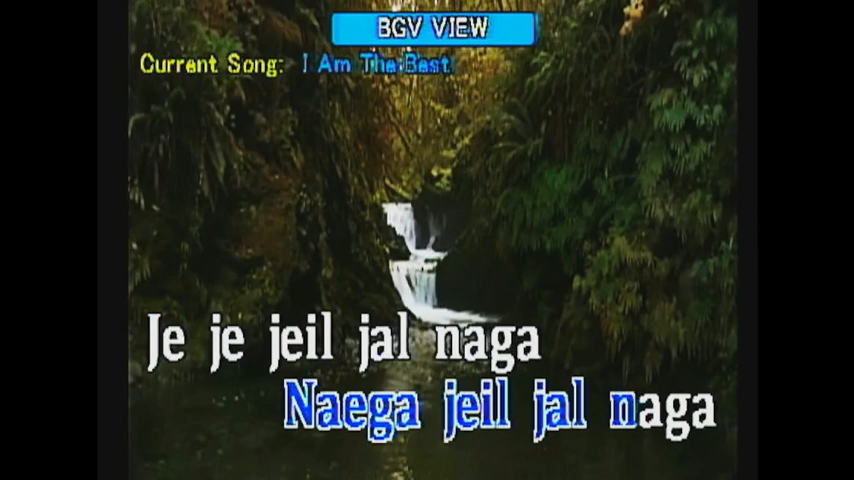 BGV VIEW
Current Song: I Am The Best
Je je jeil jal naga
Naega jeil jal naga